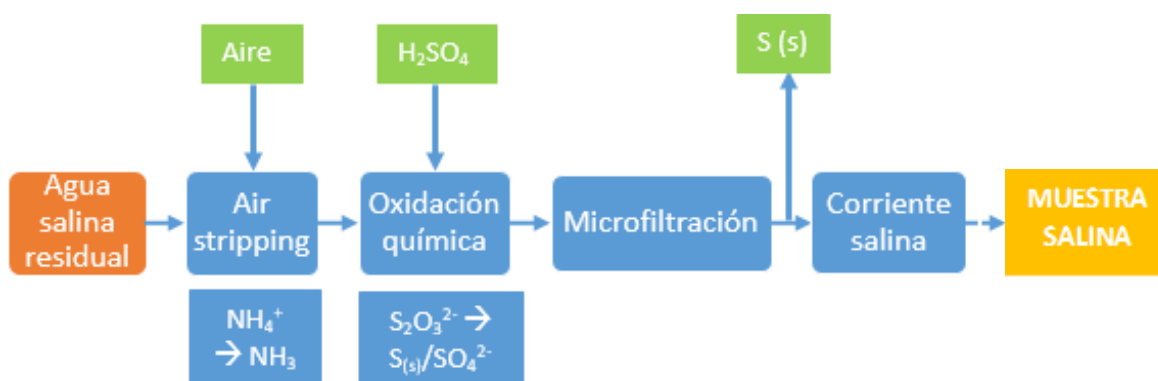 Aire
H₂SO₄
S (s)
Agua
salina
residual
Air
stripping
Oxidación
química
Microfiltración
Corriente
salina
MUESTRA
SALINA
NH₄⁺
→ NH₃
S₂O₃²⁻ →
S₍s₎/SO₄²⁻